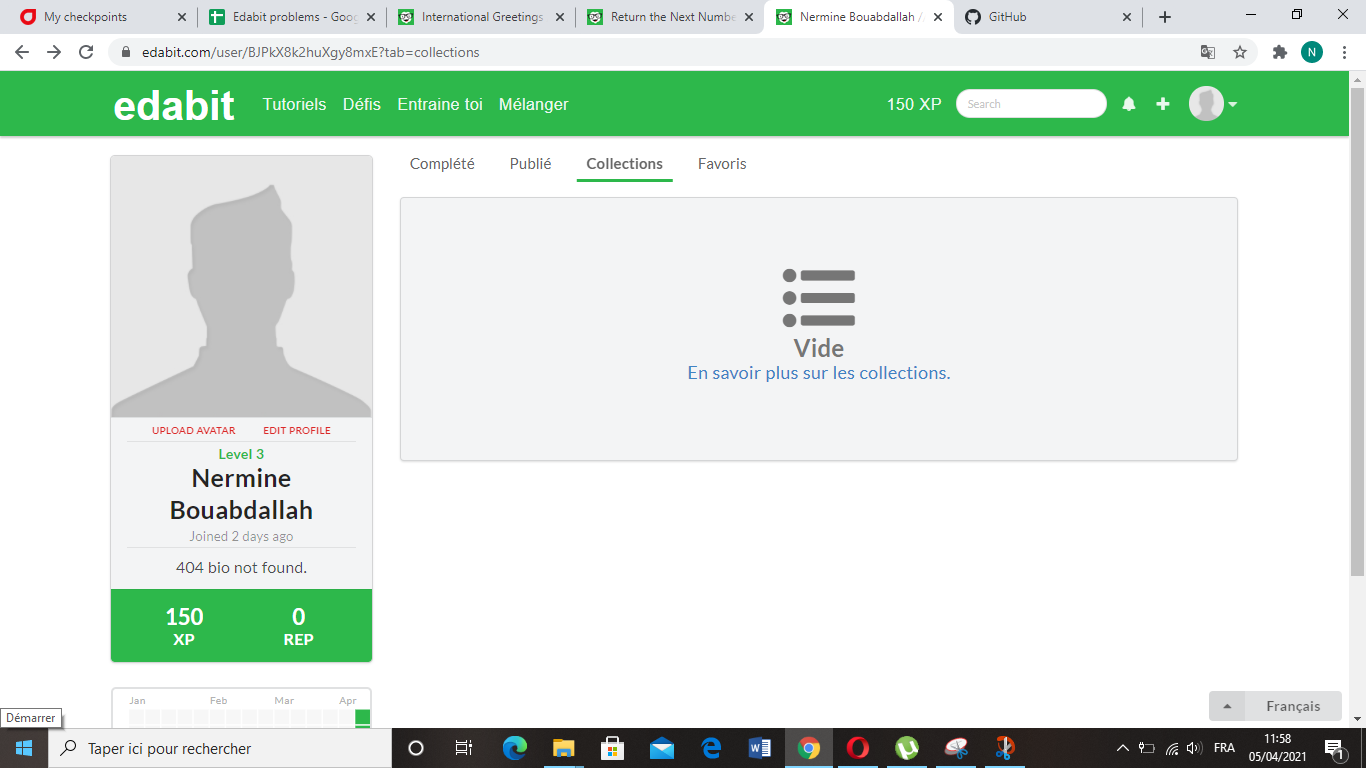 My checkpoints
Edabit problems - Goog
International Greetings
Return the Next Numbe
Nermine Bouabdallah /
GitHub
edabit.com/user/BJPkX8k2huXgy8mxE?tab=collections
N
edabit
Tutoriels Défis Entraine toi Mélanger
150 XP
Search
Complété Publié Collections Favoris
Vide
En savoir plus sur les collections.
UPLOAD AVATAR EDIT PROFILE
Level 3
Nermine
Bouabdallah
Joined 2 days ago
404 bio not found.
150 0
XP REP
Jan Feb Mar Apr
Français
Démarrer
Taper ici pour rechercher
FRA
11:58
05/04/2021
1